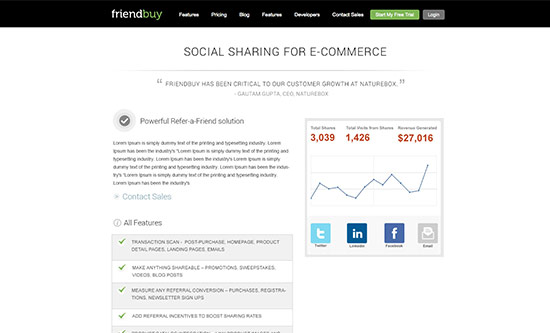 friendbuy
Features Pricing Blog Features Developers Contact Sales Start My Free Trial Login
SOCIAL SHARING FOR E-COMMERCE
“ FRIENDBUY HAS BEEN CRITICAL TO OUR CUSTOMER GROWTH AT NATUREBOX. ”
- GAUTAM GUPTA, CEO, NATUREBOX
Powerful Refer-a-Friend solution
Lorem Ipsum is simply dummy text of the printing and typesetting industry. Lorem
Ipsum has been the industry's "Lorem Ipsum is simply dummy text of the printing and
typesetting industry. Lorem Ipsum has been the industry's Lorem Ipsum is simply
dummy text of the printing and typesetting industry. Lorem Ipsum has been the
industry's "Lorem Ipsum is simply dummy text of the printing and typesetting industry.
Lorem Ipsum has been the industry's
Contact Sales
All Features
TRANSACTION SCAN - POST-PURCHASE, HOMEPAGE, PRODUCT
DETAIL PAGES, LANDING PAGES, EMAILS
MAKE ANYTHING SHAREABLE – PROMOTIONS, SWEEPSTAKES,
VIDEOS, BLOG POSTS
MEASURE ANY REFERRAL CONVERSION – PURCHASES, REGISTRA-
TIONS, NEWSLETTER SIGN UPS
ADD REFERRAL INCENTIVES TO BOOST SHARING RATES
Total Shares Total Visits from Shares Revenue Generated
3,039 1,426 $27,016
Twitter LinkedIn Facebook Email